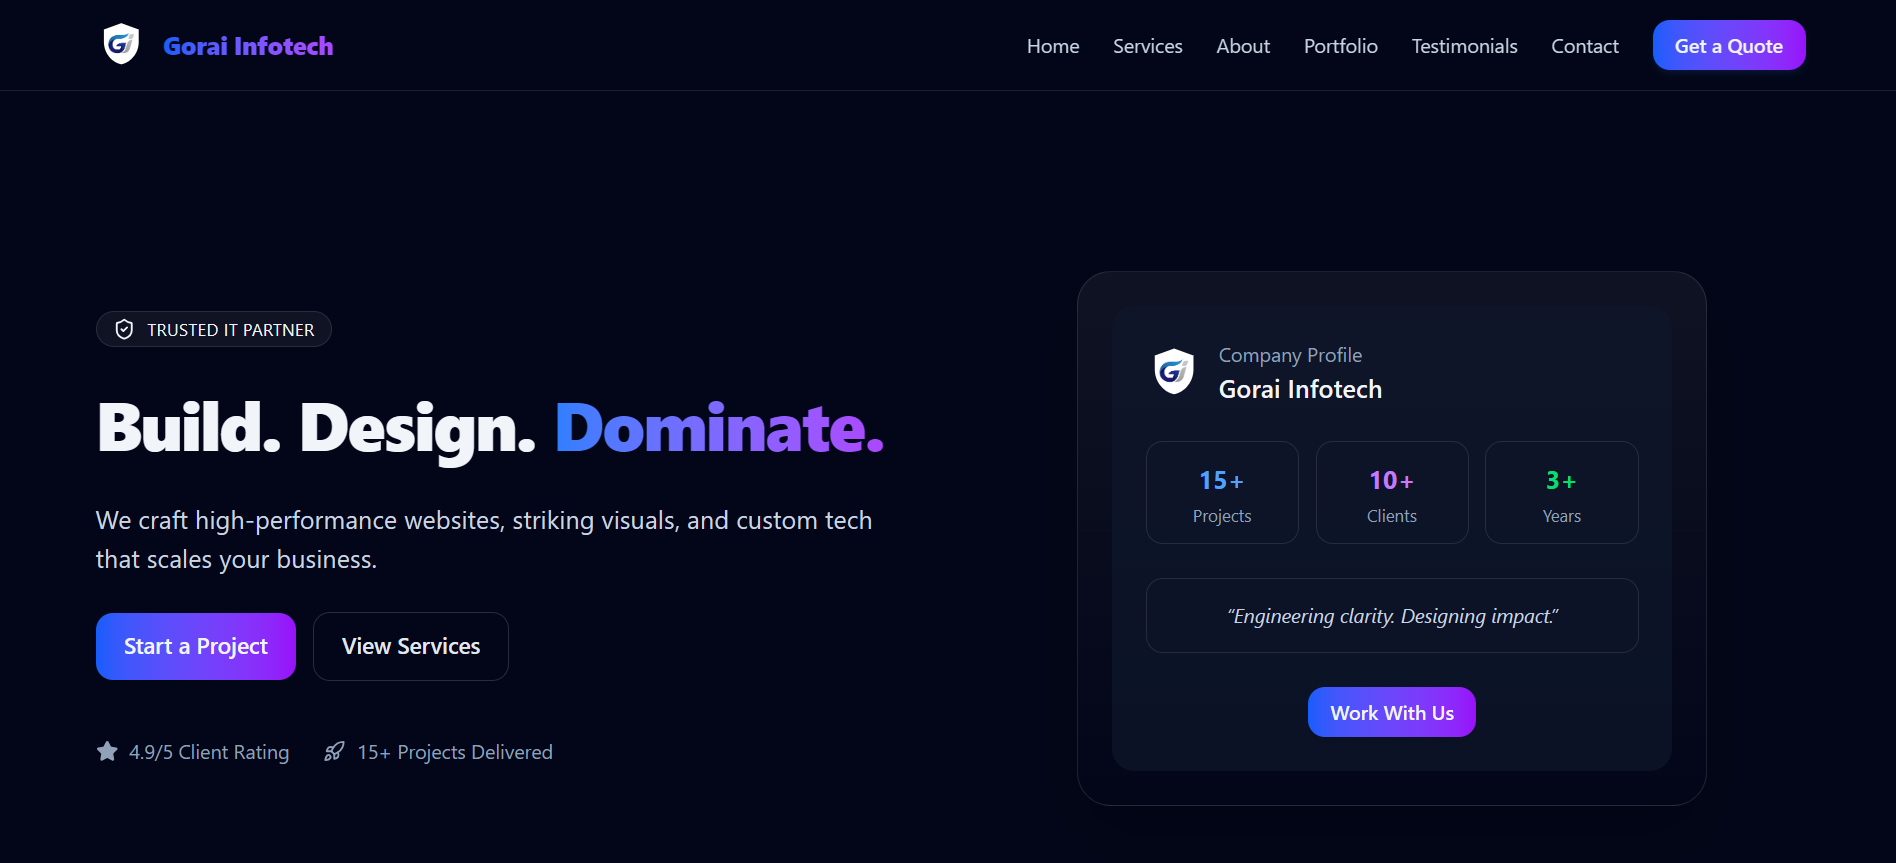 Gorai Infotech
Home Services About Portfolio Testimonials Contact Get a Quote
TRUSTED IT PARTNER
Build. Design. Dominate.
We craft high-performance websites, striking visuals, and custom tech
that scales your business.
Start a Project View Services
4.9/5 Client Rating 15+ Projects Delivered
Company Profile
Gorai Infotech
15+ 10+ 3+
Projects Clients Years
“Engineering clarity. Designing impact.”
Work With Us